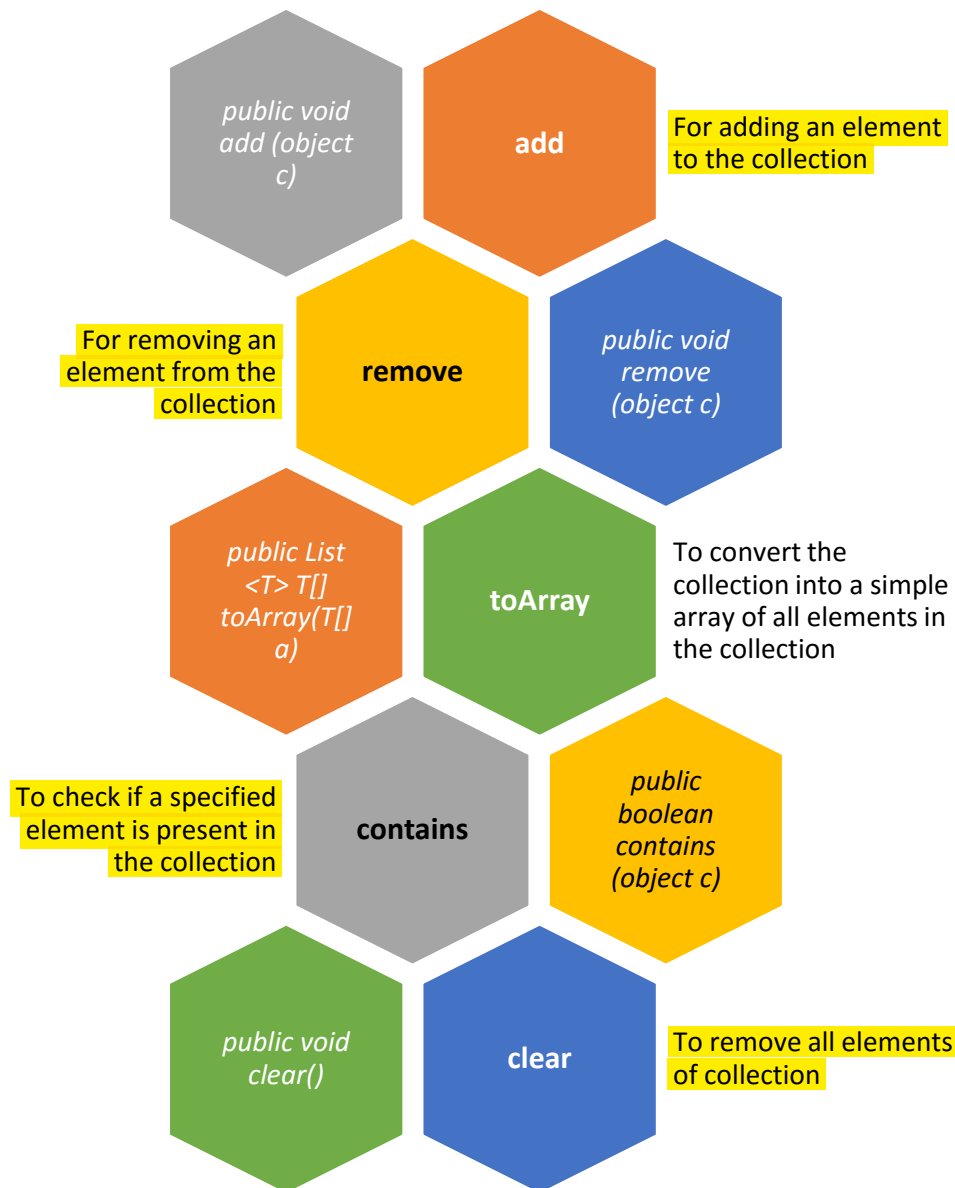 public void
add (object
c)
add
For adding an element
to the collection
For removing an
element from the
collection
remove
public void
remove
(object c)
public List
<T> T[]
toArray(T[]
a)
toArray
To convert the
collection into a simple
array of all elements in
the collection
To check if a specified
element is present in
the collection
contains
public
boolean
contains
(object c)
public void
clear()
clear
To remove all elements
of collection